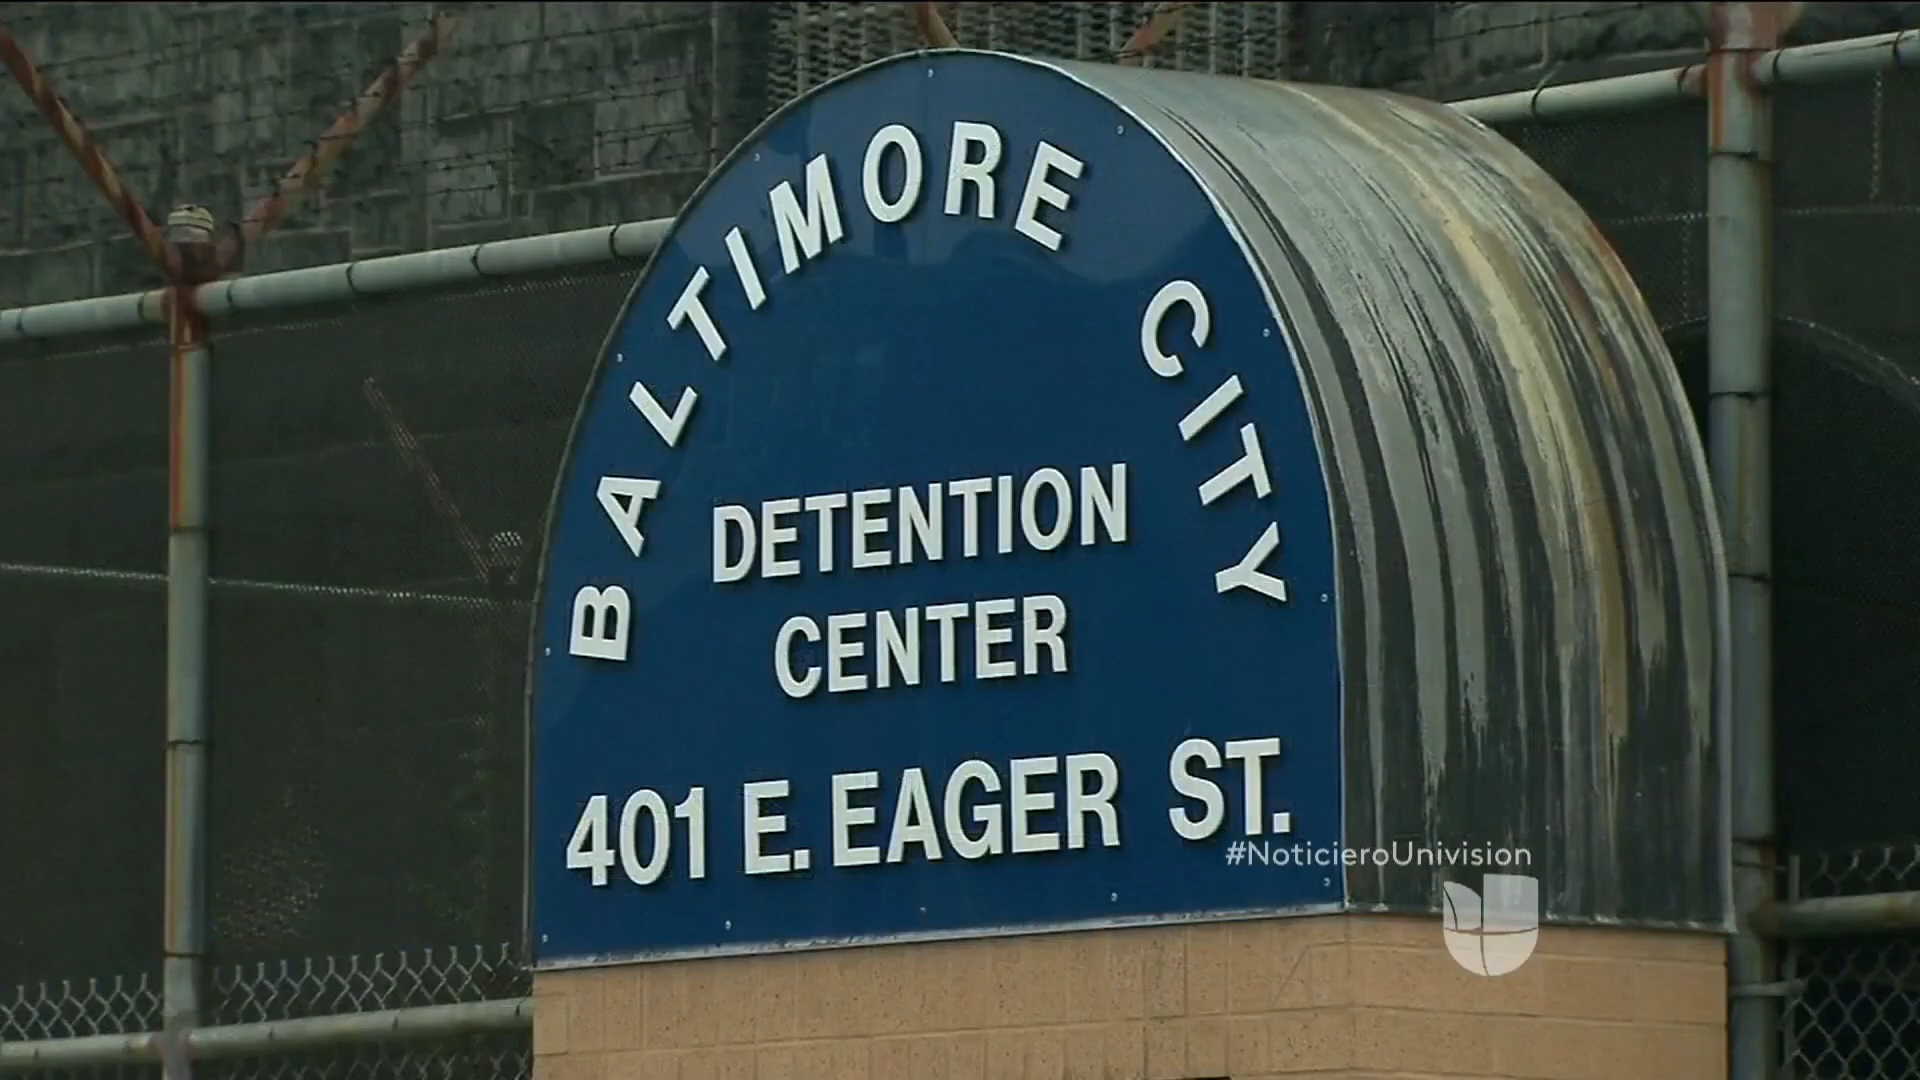 BALTIMORE CITY
DETENTION
CENTER
401 E. EAGER ST.
#NoticieroUnivision